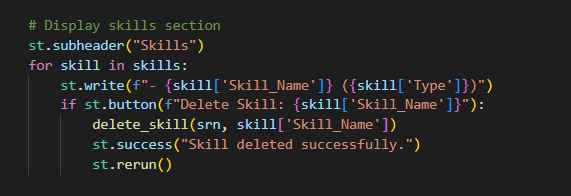 # Display skills section
st.subheader("Skills")
for skill in skills:
    st.write(f"- {skill['Skill_Name']} ({skill['Type']})")
    if st.button(f"Delete Skill: {skill['Skill_Name']}"):
        delete_skill(srn, skill['Skill_Name'])
        st.success("Skill deleted successfully.")
        st.rerun()